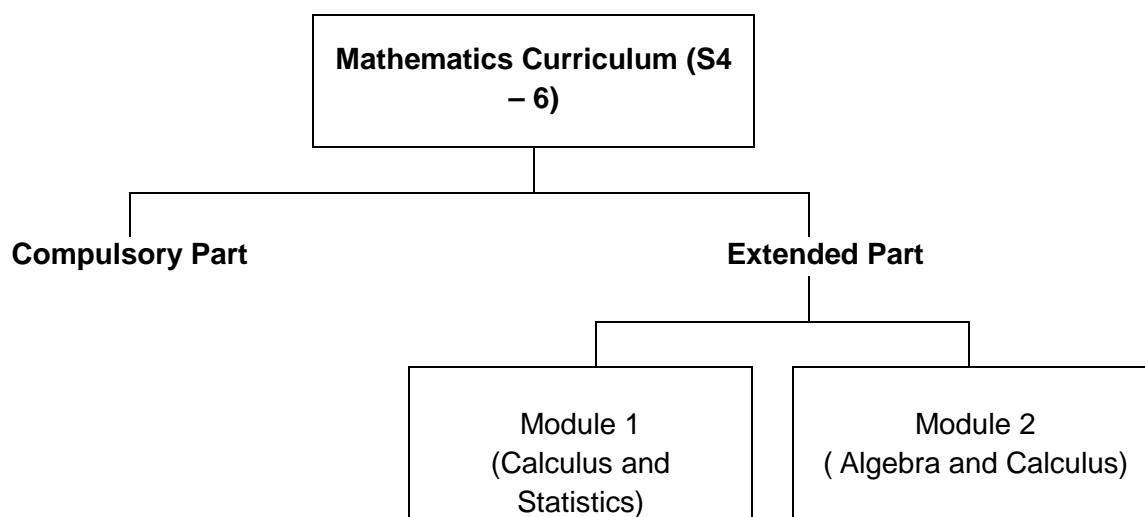 Mathematics Curriculum (S4
– 6)
Compulsory Part
Extended Part
Module 1
(Calculus and
Statistics)
Module 2
( Algebra and Calculus)